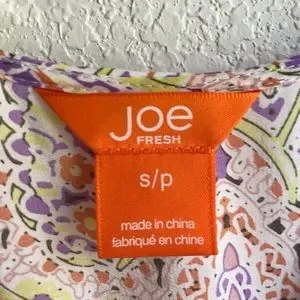 joe
FRESH
s/p
made in china
fabriqué en chine